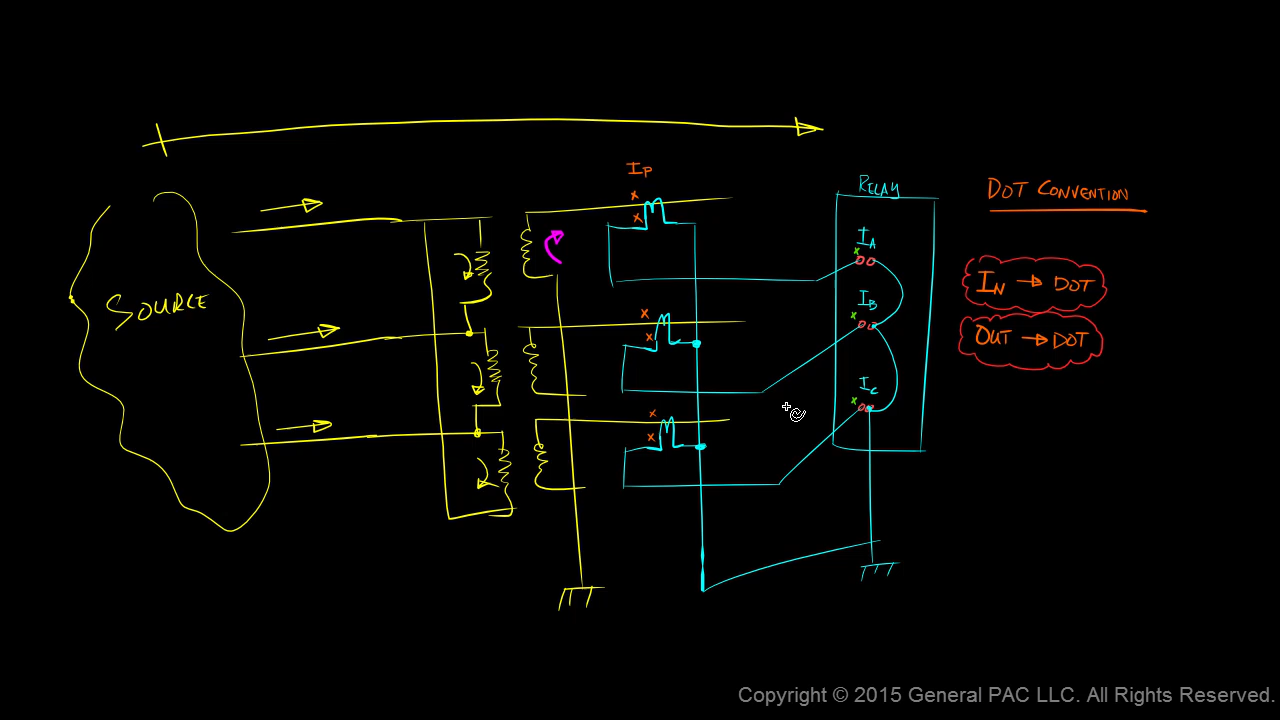 IP
RELAY
DOT CONVENTION
IA
IN → DOT
SOURCE
IB
OUT → DOT
IC
Copyright © 2015 General PAC LLC. All Rights Reserved.